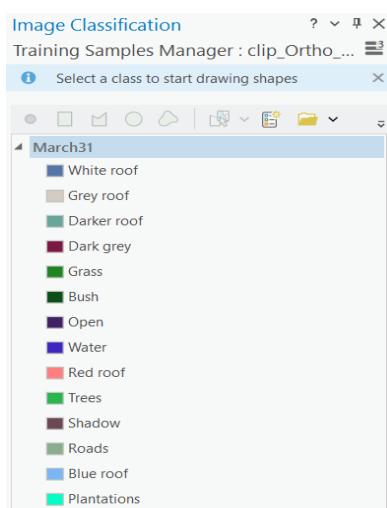 Image Classification
Training Samples Manager : clip_Ortho_... 3
Select a class to start drawing shapes
March31
White roof
Grey roof
Darker roof
Dark grey
Grass
Bush
Open
Water
Red roof
Trees
Shadow
Roads
Blue roof
Plantations